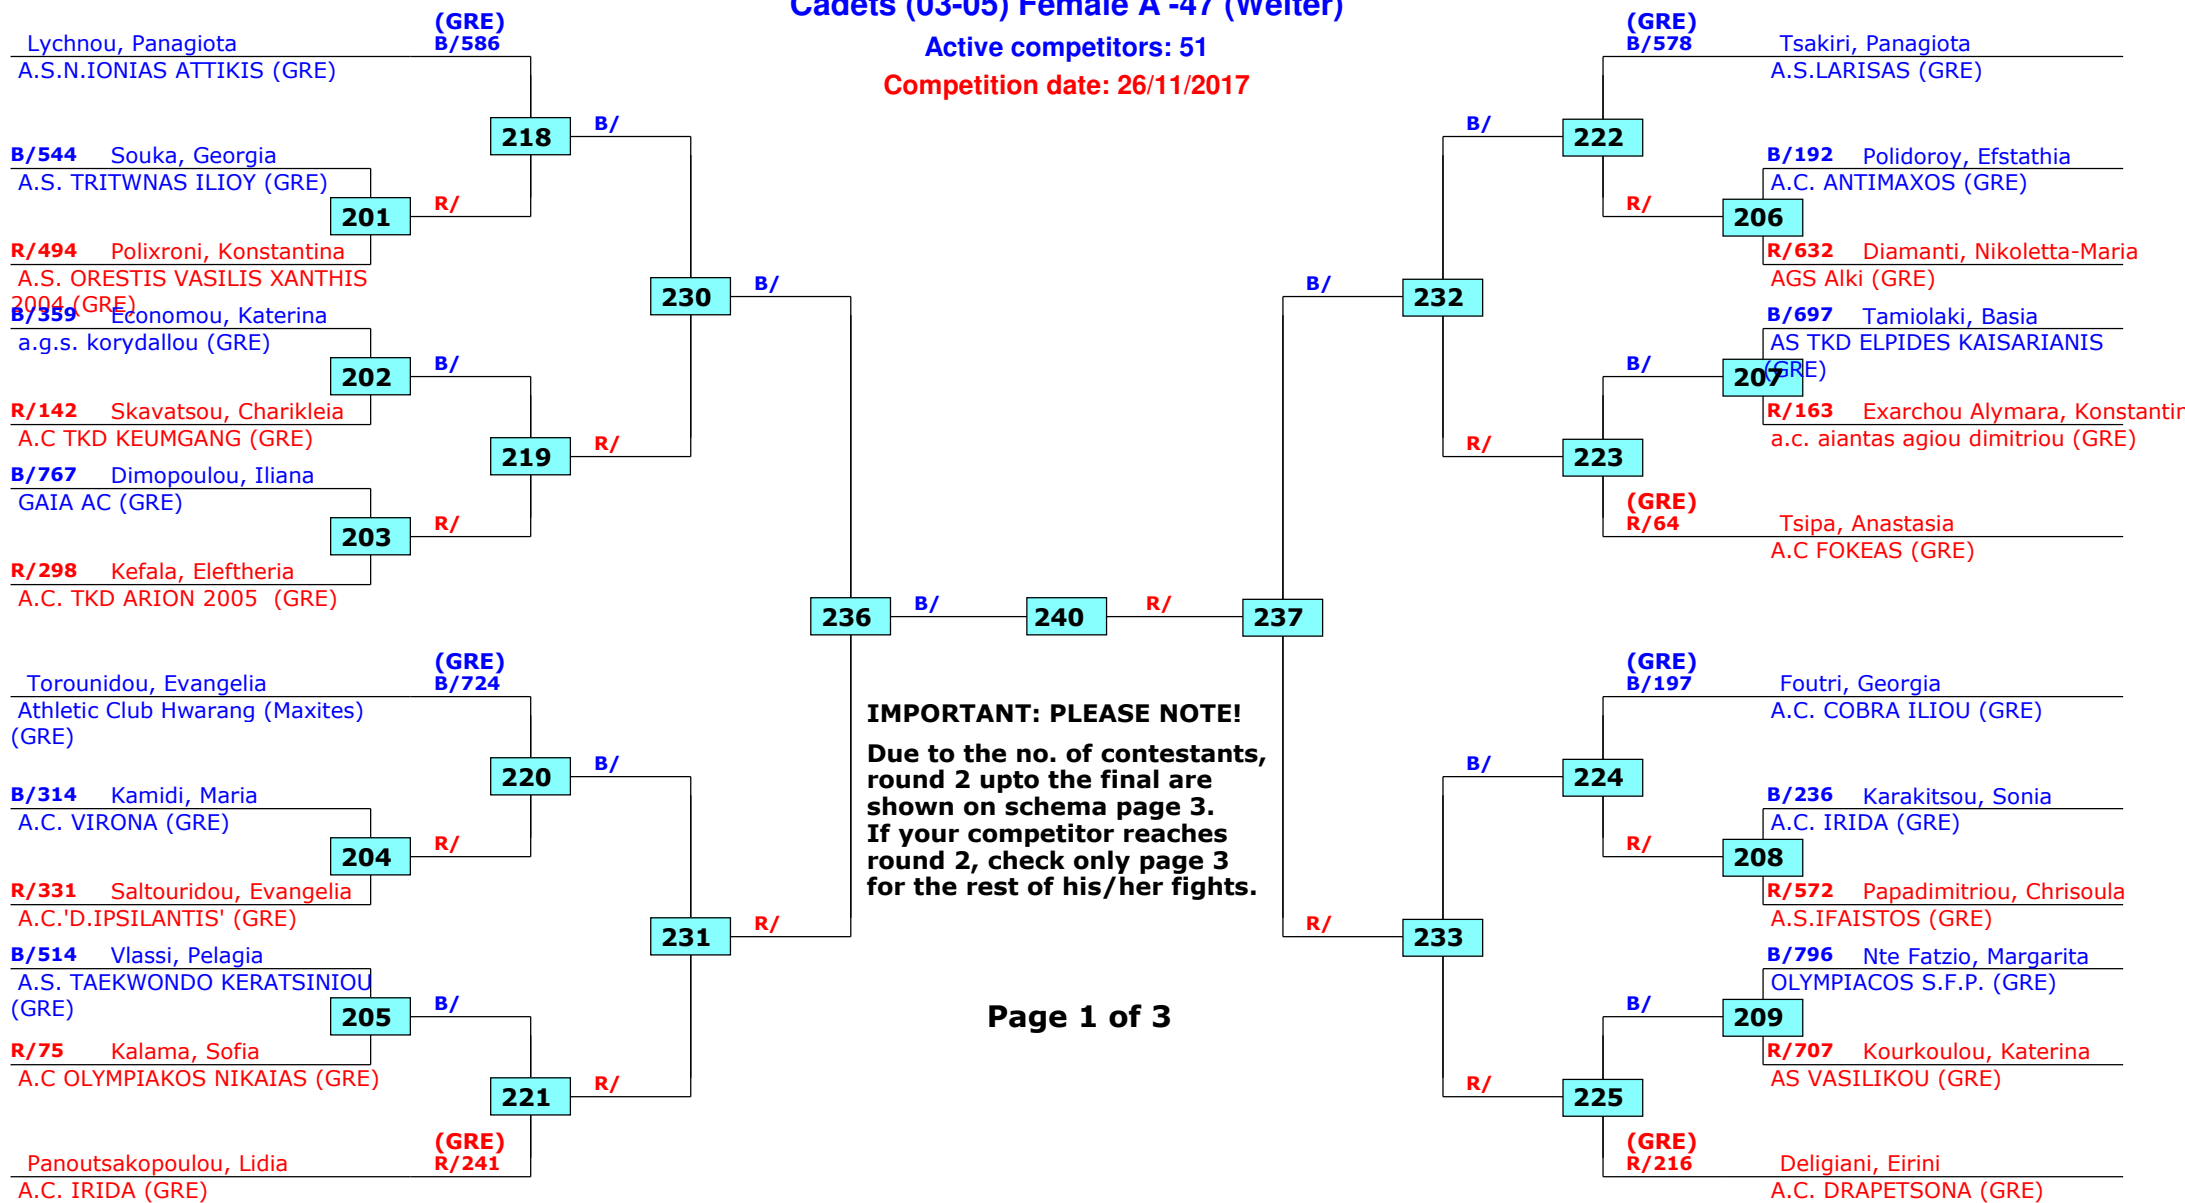 Cadets (03-05) Female A -47 (Welter)
Active competitors: 51
Competition date: 26/11/2017
(GRE)
Lychnou, Panagiota B/586
A.S.N.IONIAS ATTIKIS (GRE)
218
B/
B/544 Souka, Georgia
A.S. TRITWNAS ILIOY (GRE)
201
R/
R/494 Polixroni, Konstantina
A.S. ORESTIS VASILIS XANTHIS
2004 (GRE)
230
B/
B/359 Economou, Katerina
a.g.s. korydallou (GRE)
202
B/
R/142 Skavatsou, Charikleia
A.C TKD KEUMGANG (GRE)
219
R/
B/767 Dimopoulou, Iliana
GAIA AC (GRE)
203
R/
R/298 Kefala, Eleftheria
A.C. TKD ARION 2005 (GRE)
236
B/
240
R/
237
(GRE)
Torounidou, Evangelia B/724
Athletic Club Hwarang (Maxites)
(GRE)
220
B/
B/314 Kamidi, Maria
A.C. VIRONA (GRE)
204
R/
R/331 Saltouridou, Evangelia
A.C.'D.IPSILANTIS' (GRE)
231
R/
B/514 Vlassi, Pelagia
A.S. TAEKWONDO KERATSINIOU
(GRE)
205
B/
R/75 Kalama, Sofia
A.C OLYMPIAKOS NIKAIAS (GRE)
221
R/
(GRE)
Panoutsakopoulou, Lidia R/241
A.C. IRIDA (GRE)
IMPORTANT: PLEASE NOTE!
Due to the no. of contestants,
round 2 upto the final are
shown on schema page 3.
If your competitor reaches
round 2, check only page 3
for the rest of his/her fights.
Page 1 of 3
(GRE)
B/578 Tsakiri, Panagiota
A.S.LARISAS (GRE)
B/
222
B/192 Polidoroy, Efstathia
A.C. ANTIMAXOS (GRE)
R/
206
R/632 Diamanti, Nikoletta-Maria
AGS Alki (GRE)
B/
232
B/697 Tamiolaki, Basia
AS TKD ELPIDES KAISARIANIS
(GRE)
B/
207
R/163 Exarchou Alymara, Konstantin
a.c. aiantas agiou dimitriou (GRE)
R/
223
(GRE)
R/64 Tsipa, Anastasia
A.C FOKEAS (GRE)
(GRE)
B/197 Foutri, Georgia
A.C. COBRA ILIOU (GRE)
B/
224
B/236 Karakitsou, Sonia
A.C. IRIDA (GRE)
R/
208
R/572 Papadimitriou, Chrisoula
A.S.IFAISTOS (GRE)
R/
233
B/796 Nte Fatzio, Margarita
OLYMPIACOS S.F.P. (GRE)
B/
209
R/707 Kourkoulou, Katerina
AS VASILIKOU (GRE)
R/
225
(GRE)
R/216 Deligiani, Eirini
A.C. DRAPETSONA (GRE)